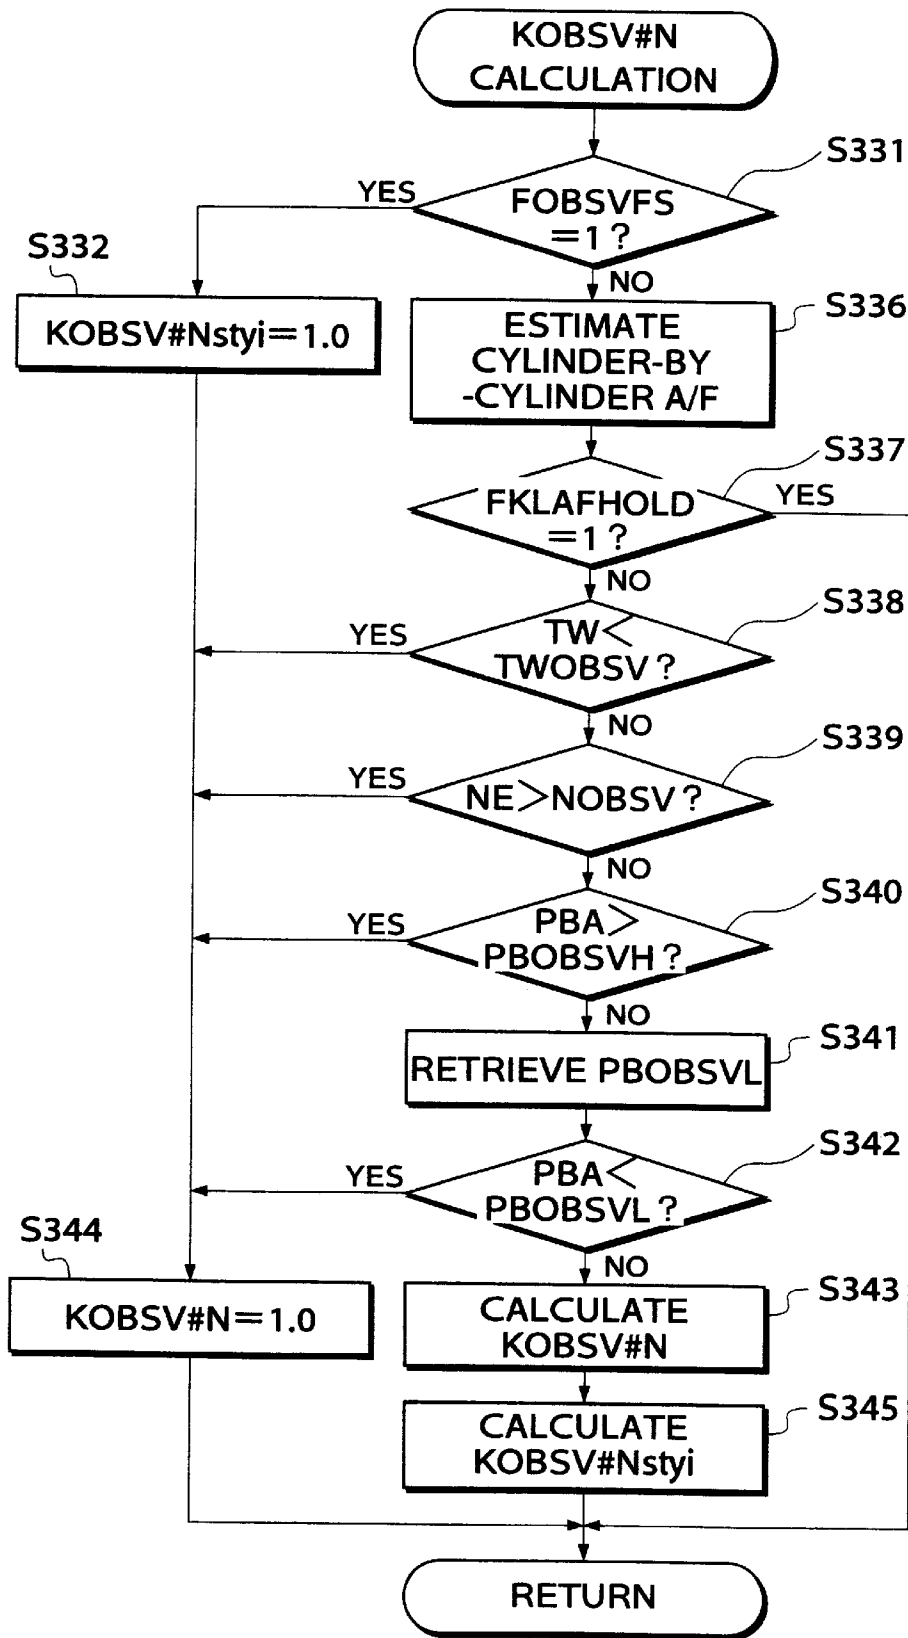 KOBSV#N
CALCULATION
S331
YES
FOBSVFS
=1?
S332
NO
S336
KOBSV#Nstyi=1.0
ESTIMATE
CYLINDER-BY
-CYLINDER A/F
S337
FKLAFHOLD
=1?
YES
NO
S338
YES
TW<
TWOBSV?
NO
S339
YES
NE>NOBSV?
NO
S340
YES
PBA>
PBOBSVH?
NO
S341
RETRIEVE PBOBSVL
S342
YES
PBA<
PBOBSVL?
S344
NO
S343
KOBSV#N=1.0
CALCULATE
KOBSV#N
S345
CALCULATE
KOBSV#Nstyi
RETURN